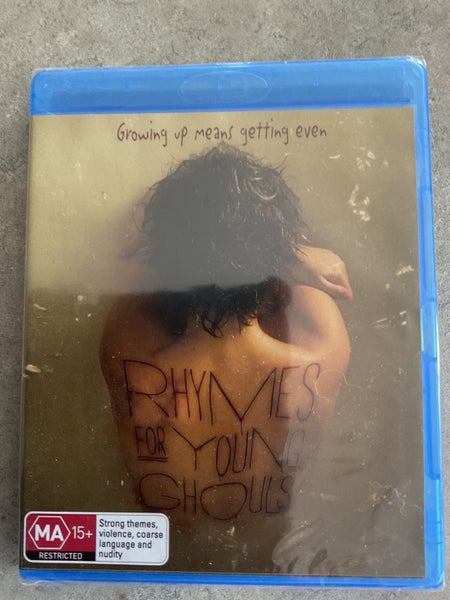 Growing up means getting even
RHYMES
FOR YOUNG
GHOULS
MA 15+
RESTRICTED
Strong themes,
violence, coarse
language and
nudity